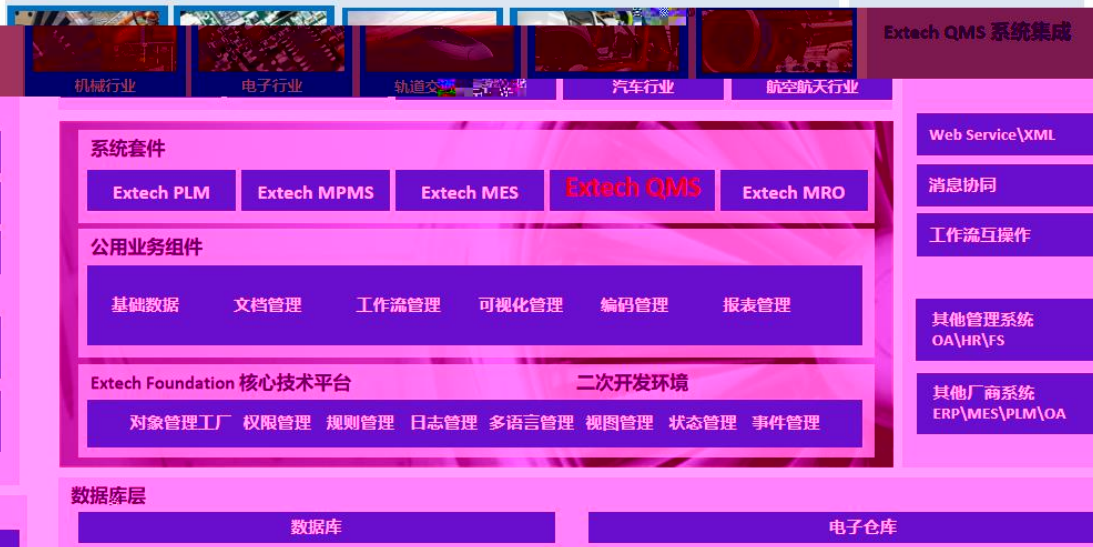 Extech QMS 系统集成
机械行业
电子行业
轨道交
汽车行业
航空航天行业
系统套件
Extech PLM
Extech MPMS
Extech MES
Extech QMS
Extech MRO
公用业务组件
基础数据
文档管理
工作流管理
可视化管理
编码管理
报表管理
Extech Foundation 核心技术平台
二次开发环境
对象管理工厂 权限管理 规则管理 日志管理 多语言管理 视图管理 状态管理 事件管理
数据库层
数据库
电子仓库
Web Service\XML
消息协同
工作流互操作
其他管理系统
OA\HR\FS
其他厂商系统
ERP\MES\PLM\OA